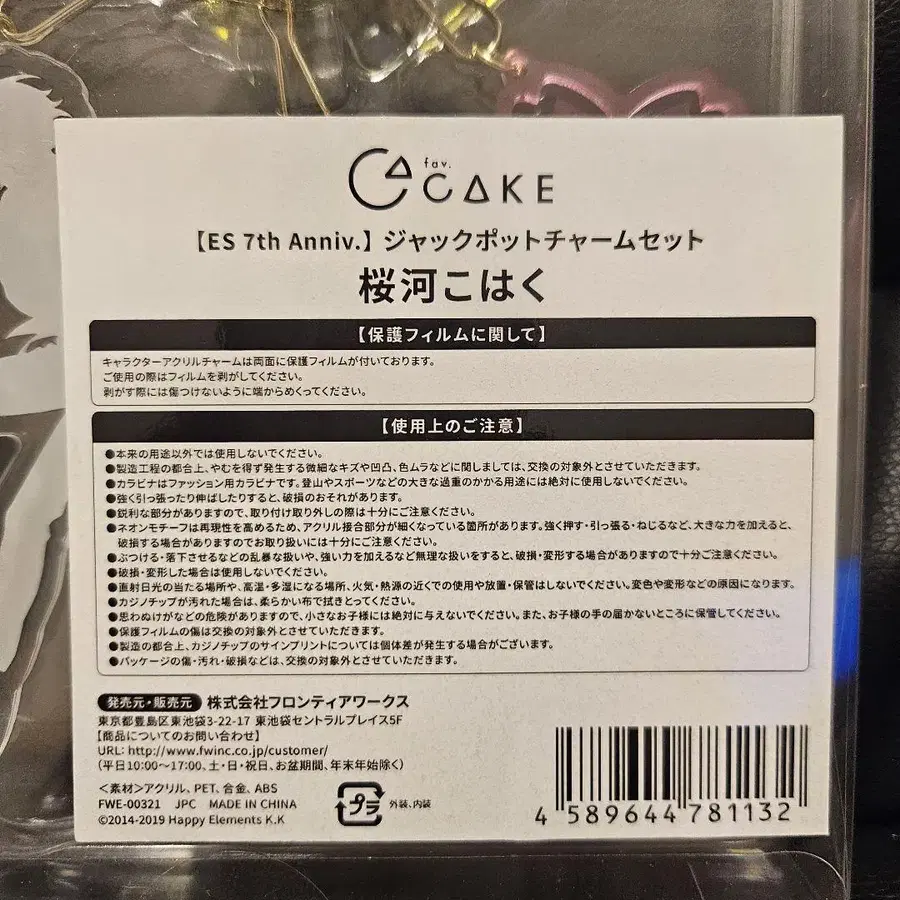 fav.
CAKE
【ES 7th Anniv.】ジャックポットチャームセット
桜河こはく
【保護フィルムに関して】
キャラクターアクリルチャームは両面に保護フィルムが付いております。
ご使用の際はフィルムを剥がしてください。
剥がす際には傷つけないように端からめくってください。
【使用上のご注意】
●本来の用途以外では使用しないでください。
●製造工程の都合上、やむを得ず発生する微細なキズや凹凸、色ムラなどに関しましては、交換の対象外とさせていただきます。
●カラビナはファッション用カラビナです。登山やスポーツなどの大きな過重のかかる用途には絶対に使用しないでください。
●強く引っ張ったり伸ばしたりすると、破損のおそれがあります。
●鋭利な部分がありますので、取り付け取り外しの際は十分ご注意ください。
●ネオンモチーフは再現性を高めるため、アクリル接合部分が細くなっている箇所があります。強く押す・引っ張る・ねじるなど、大きな力を加えると、
破損する場合がありますのでお取り扱いには十分にご注意ください。
●ぶつける・落下させるなどの乱暴な扱いや、強い力を加えるなど無理な扱いをすると、破損・変形する場合がありますので十分ご注意ください。
●破損・変形した場合は使用しないでください。
●直射日光の当たる場所や、高温・多湿になる場所、火気・熱源の近くでの使用や放置・保管はしないでください。変色や変形などの原因になります。
●カジノチップが汚れた場合は、柔らかい布で拭きとってください。
●思わぬけがなどの危険がありますので、小さなお子様には絶対に与えないでください。また、お子様の手の届かないところに保管してください。
●保護フィルムの傷は交換の対象外とさせていただきます。
●製造の都合上、カジノチップのサインプリントについては個体差が発生する場合がございます。
●パッケージの傷・汚れ・破損などは、交換の対象外とさせていただきます。
発売元・販売元 株式会社フロンティアワークス
東京都豊島区東池袋3-22-17 東池袋セントラルプレイス5F
【商品についてのお問い合わせ】
URL: http://www.fwinc.co.jp/customer/
(平日10:00〜17:00、土・日・祝日、お盆期間、年末年始除く)
＜素材＞アクリル、PET、合金、ABS
FWE-00321 JPC MADE IN CHINA
©2014-2019 Happy Elements K.K
プラ 外装、内装
4 589644 781132